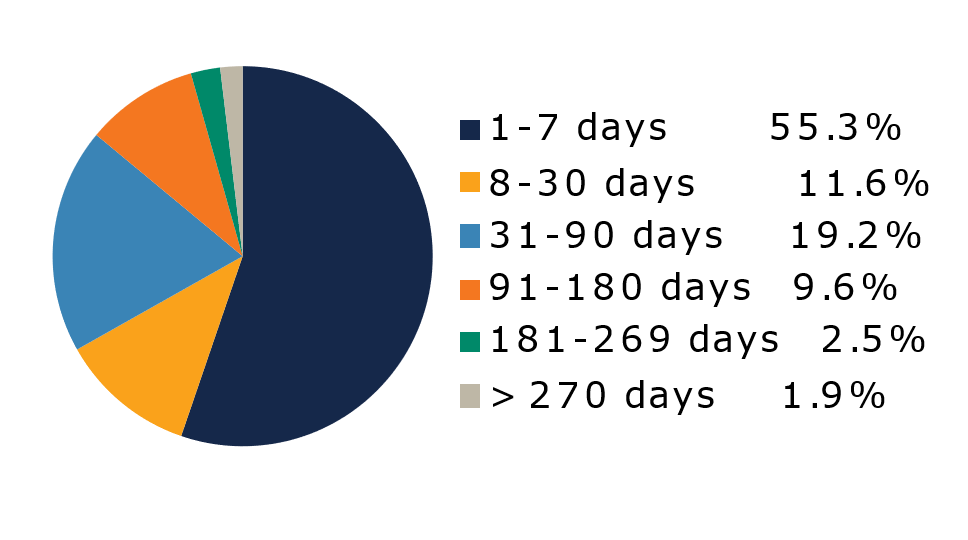 1-7 days 55.3%
8-30 days 11.6%
31-90 days 19.2%
91-180 days 9.6%
181-269 days 2.5%
> 270 days 1.9%